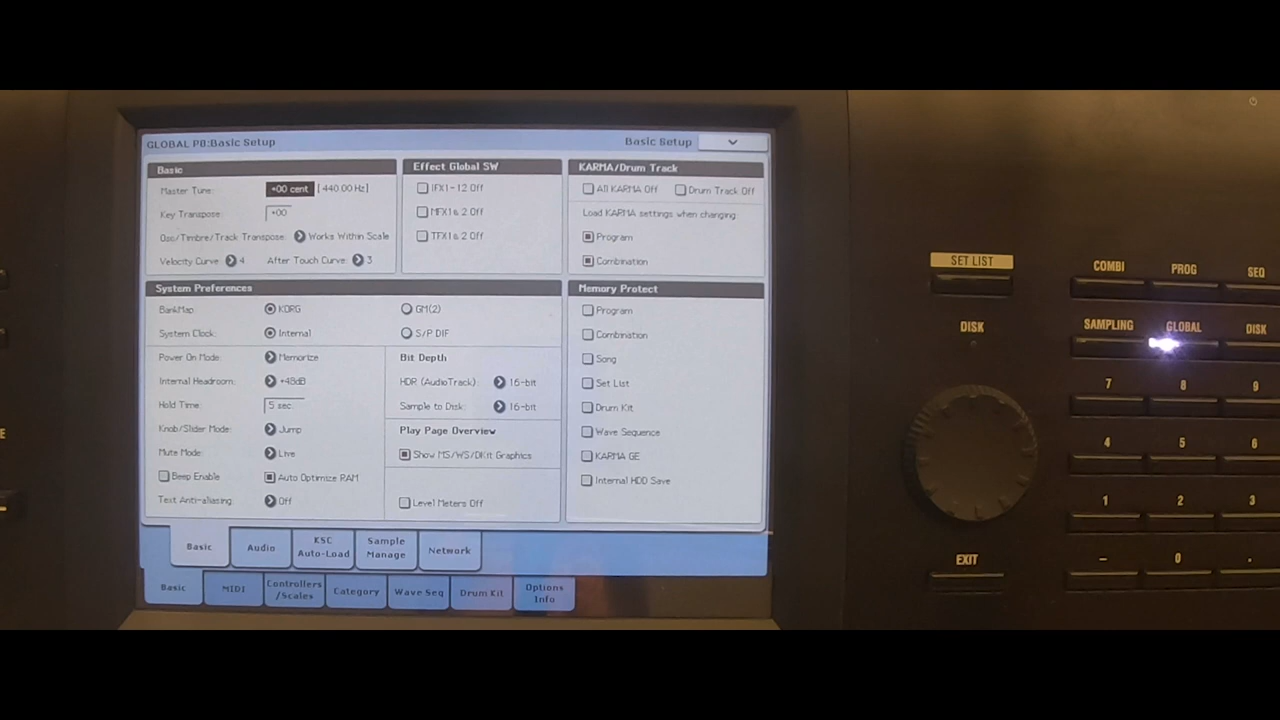 GLOBAL P0:Basic Setup
Basic Setup
Basic
Master Tune: +00 cent [ 440.00 Hz]
Key Transpose: +00
Osc/Timbre/Track Transpose: Works Within Scale
Velocity Curve: 4 After Touch Curve: 3
Effect Global SW
IFX1-12 Off
MFX1&2 Off
TFX1&2 Off
KARMA/Drum Track
All KARMA Off Drum Track Off
Load KARMA settings when changing:
Program
Combination
System Preferences
Bank Map: KORG GM(2)
System Clock: Internal S/P DIF
Power On Mode: Memorize
Internal Headroom: +48dB
Hold Time: 5 sec
Knob/Slider Mode: Jump
Mute Mode: Live
Beep Enable Auto Optimize RAM
Text Anti-aliasing: Off
Bit Depth
HDR (AudioTrack) 16-bit
Sample to Disk: 16-bit
Play Page Overview
Show MS/WS/DKit Graphics
Level Meters Off
Memory Protect
Program
Combination
Song
Set List
Drum Kit
Wave Sequence
KARMA GE
Internal HDD Save
Basic
Audio
KSC
Auto-Load
Sample
Manage
Network
Basic
MIDI
Controllers
/Scales
Category
Wave Seq
Drum Kit
Options
Info
SET LIST
DISK
EXIT
COMBI PROG SEQ
SAMPLING GLOBAL DISK
7 8 9
4 5 6
1 2 3
– 0 .
E